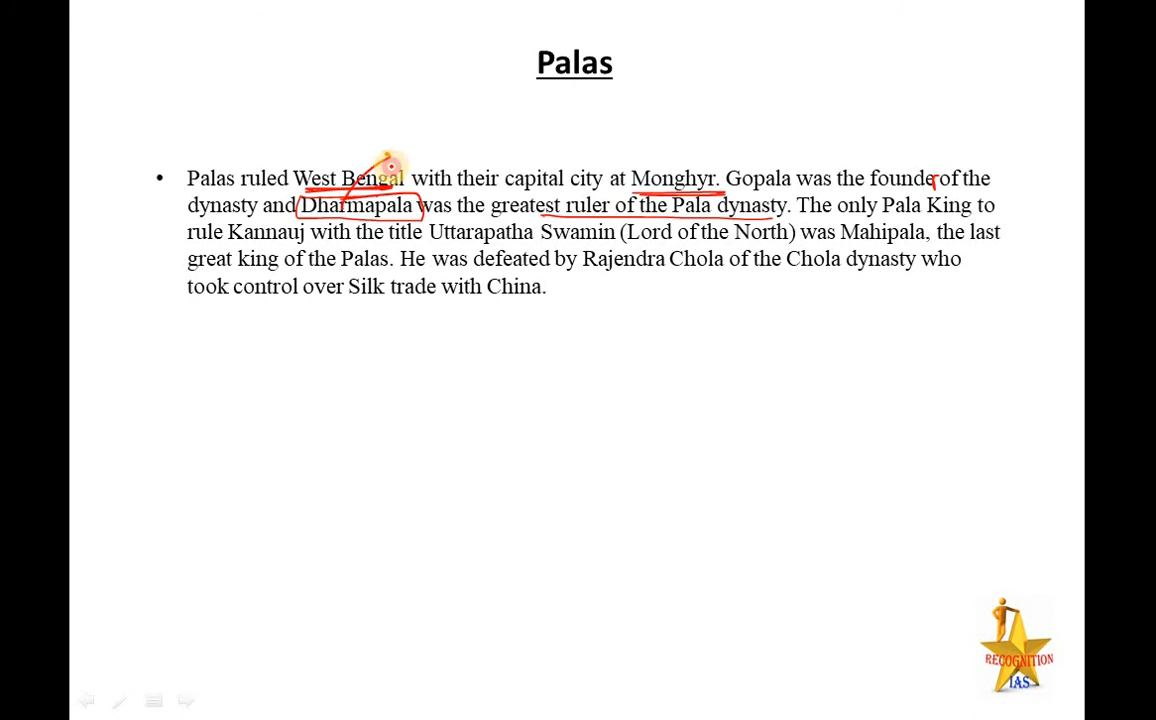 Palas
• Palas ruled West Bengal with their capital city at Monghyr. Gopala was the founder of the
dynasty and Dharmapala was the greatest ruler of the Pala dynasty. The only Pala King to
rule Kannauj with the title Uttarapatha Swamin (Lord of the North) was Mahipala, the last
great king of the Palas. He was defeated by Rajendra Chola of the Chola dynasty who
took control over Silk trade with China.
RECOGNITION
IAS